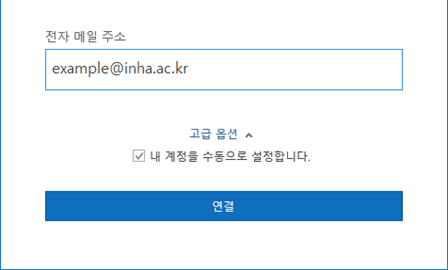 전자 메일 주소
example@inha.ac.kr
고급 옵션
내 계정을 수동으로 설정합니다.
연결